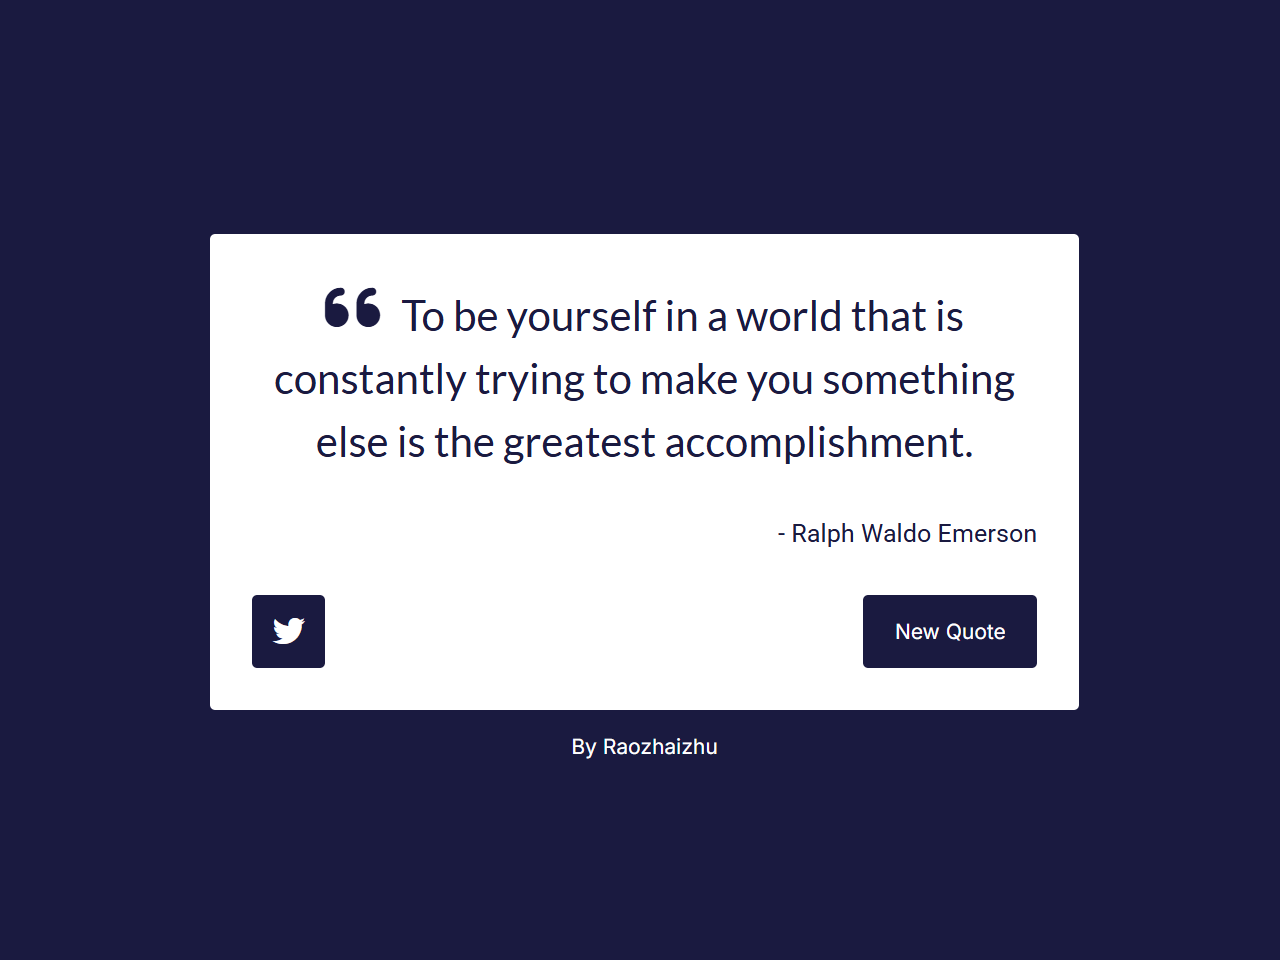 ❝ To be yourself in a world that is
constantly trying to make you something
else is the greatest accomplishment.
- Ralph Waldo Emerson
New Quote
By Raozhaizhu